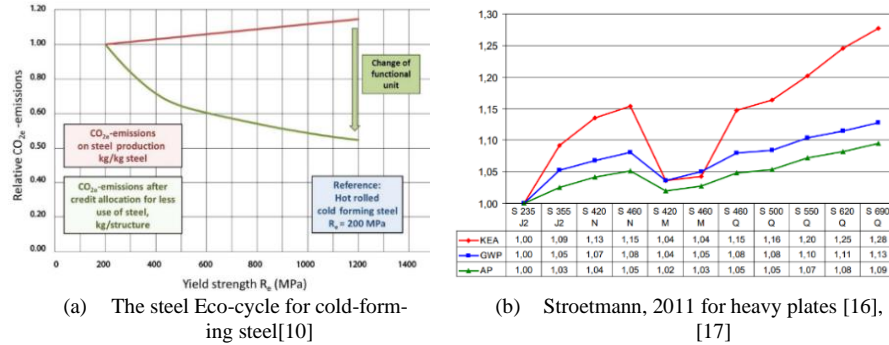 1.20
1.00
0.80
0.60
0.50
0.40
0.20
0.00
Relative CO2e -emissions
0
200
400
600
800
1000
1200
1400
Yield strength Re (MPa)
Change of
functional
unit
CO2e-emissions
on steel production
kg/kg steel
CO2e-emissions after
credit allocation for less
use of steel,
kg/structure
Reference:
Hot rolled
cold forming steel
Re = 200 MPa
(a) The steel Eco-cycle for cold-form-
ing steel[10]
1,30
1,25
1,20
1,15
1,10
1,05
1,00
S 235 S 355 S 420 S 460 S 420 S 460 S 460 S 500 S 550 S 620 S 690
J2 J2 N N M M Q Q Q Q Q
KEA 1,00 1,09 1,13 1,15 1,04 1,04 1,15 1,16 1,20 1,25 1,28
GWP 1,00 1,05 1,07 1,08 1,04 1,05 1,08 1,08 1,10 1,11 1,13
AP 1,00 1,03 1,04 1,05 1,02 1,03 1,05 1,05 1,07 1,08 1,09
(b) Stroetmann, 2011 for heavy plates [16],
[17]